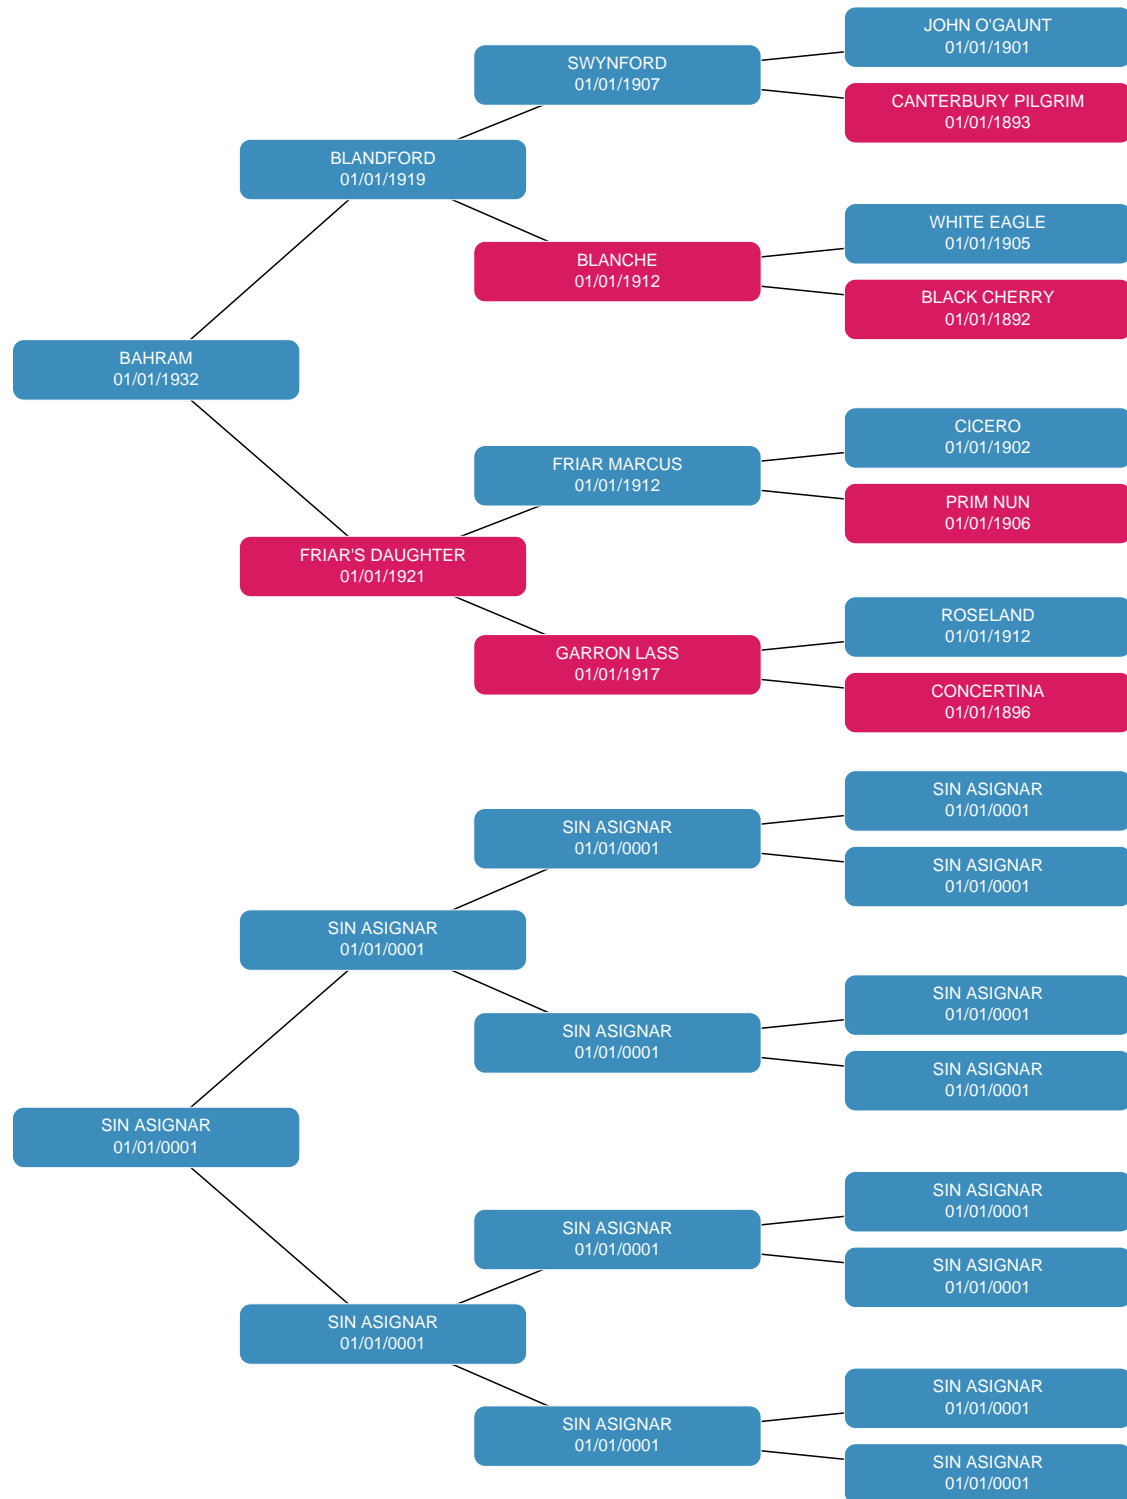 JOHN O'GAUNT
01/01/1901
SWYNFORD
01/01/1907
CANTERBURY PILGRIM
01/01/1893
BLANDFORD
01/01/1919
WHITE EAGLE
01/01/1905
BLANCHE
01/01/1912
BLACK CHERRY
01/01/1892
BAHRAM
01/01/1932
CICERO
01/01/1902
FRIAR MARCUS
01/01/1912
PRIM NUN
01/01/1906
FRIAR'S DAUGHTER
01/01/1921
ROSELAND
01/01/1912
GARRON LASS
01/01/1917
CONCERTINA
01/01/1896
SIN ASIGNAR
01/01/0001
SIN ASIGNAR
01/01/0001
SIN ASIGNAR
01/01/0001
SIN ASIGNAR
01/01/0001
SIN ASIGNAR
01/01/0001
SIN ASIGNAR
01/01/0001
SIN ASIGNAR
01/01/0001
SIN ASIGNAR
01/01/0001
SIN ASIGNAR
01/01/0001
SIN ASIGNAR
01/01/0001
SIN ASIGNAR
01/01/0001
SIN ASIGNAR
01/01/0001
SIN ASIGNAR
01/01/0001
SIN ASIGNAR
01/01/0001
SIN ASIGNAR
01/01/0001